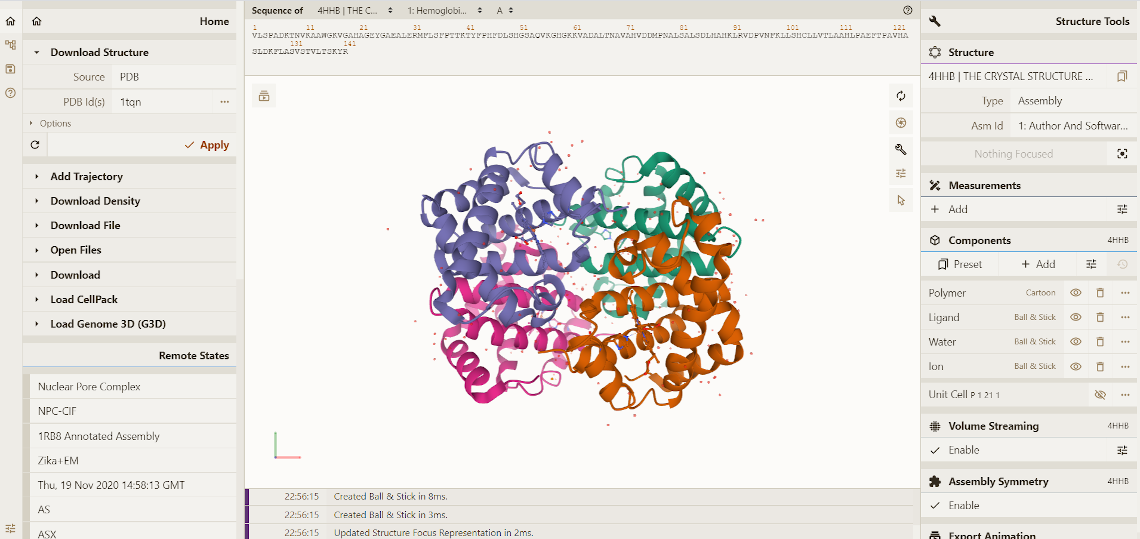 Home
Download Structure
Source PDB
PDB Id(s) 1tqn
Options
Apply
Add Trajectory
Download Density
Download File
Open Files
Download
Load CellPack
Load Genome 3D (G3D)
Remote States
Nuclear Pore Complex
NPC-CIF
1RB8 Annotated Assembly
Zika+EM
Thu, 19 Nov 2020 14:58:13 GMT
AS
ASX
Sequence of 4HHB | THE C... 1: Hemoglobi... A
1 11 21 31 41 51 61 71 81 91 101 111 121
VLSPADKTNVKAAWGKVGAHAGEYGAEALERMFLSFPTTKTYFPHFDLSHGSAQVKGHGKKVADALTNAVAHVDDMPNALSALSDLHAHKLRVDPVNFKLLSHCLLVTLAAHLPAEFTPAVHA
131 141
SLDKFLASVSTVLTSKYR
22:56:15 Created Ball & Stick in 8ms.
22:56:15 Created Ball & Stick in 3ms.
22:56:15 Updated Structure Focus Representation in 2ms.
Structure Tools
Structure
4HHB | THE CRYSTAL STRUCTURE ...
Type Assembly
Asm Id 1: Author And Softwar...
Nothing Focused
Measurements
Add
Components 4HHB
Preset Add
Polymer Cartoon
Ligand Ball & Stick
Water Ball & Stick
Ion Ball & Stick
Unit Cell P 1 21 1
Volume Streaming 4HHB
Enable
Assembly Symmetry 4HHB
Enable
Export Animation